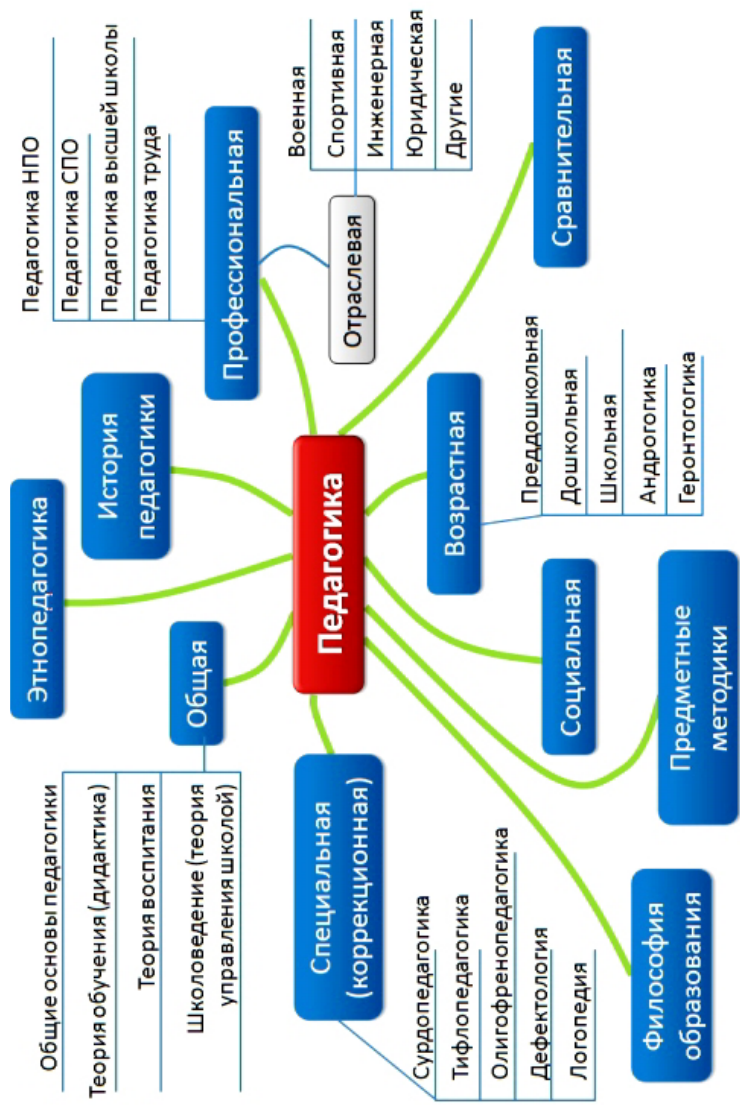 Педагогика
Общая
Общие основы педагогики
Теория обучения (дидактика)
Теория воспитания
Школоведение (теория
управления школой)
Этнопедагогика
История
педагогики
Профессиональная
Педагогика НПО
Педагогика СПО
Педагогика высшей школы
Педагогика труда
Отраслевая
Военная
Спортивная
Инженерная
Юридическая
Другие
Сравнительная
Возрастная
Преддошкольная
Дошкольная
Школьная
Андрогогика
Геронтогогика
Социальная
Предметные
методики
Философия
образования
Специальная
(коррекционная)
Сурдопедагогика
Тифлопедагогика
Олигофренопедагогика
Дефектология
Логопедия